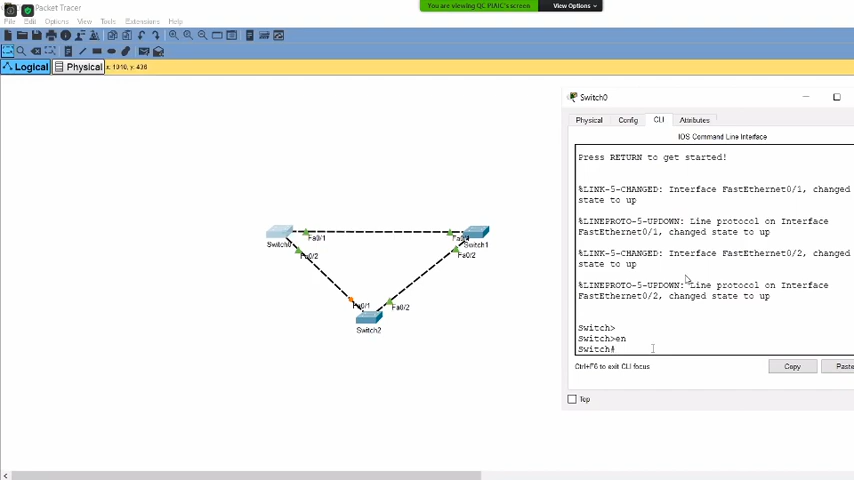 You are viewing QC PIAIC's screen
View Options
Packet Tracer
File Edit Options View Tools Extensions Help
Logical
Physical
Switch0
Physical
Config
CLI
Attributes
IOS Command Line Interface
Press RETURN to get started!
%LINK-5-CHANGED: Interface FastEthernet0/1, changed
state to up
%LINEPROTO-5-UPDOWN: Line protocol on Interface
FastEthernet0/1, changed state to up
%LINK-5-CHANGED: Interface FastEthernet0/2, changed
state to up
%LINEPROTO-5-UPDOWN: Line protocol on Interface
FastEthernet0/2, changed state to up
Switch>
Switch>en
Switch#
Ctrl+F6 to exit CLI focus
Copy
Paste
Top
Switch0
Fa0/1
Fa0/2
Switch1
Fa0/2
Fa0/1
Fa0/2
Switch2